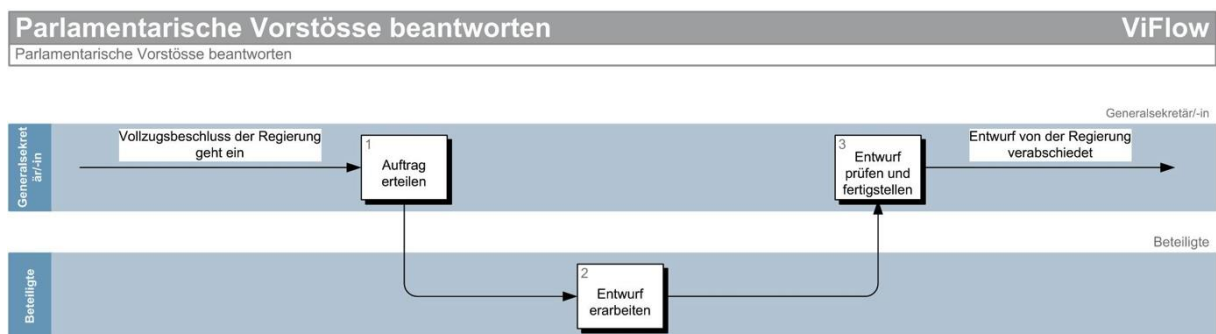 Parlamentarische Vorstösse beantworten
ViFlow
Parlamentarische Vorstösse beantworten
Generalsekretär/-in
Generalsekret
är/-in
Vollzugsbeschluss der Regierung
geht ein
1
Auftrag
erteilen
3
Entwurf
prüfen und
fertigstellen
Entwurf von der Regierung
verabschiedet
Beteiligte
Beteiligte
2
Entwurf
erarbeiten